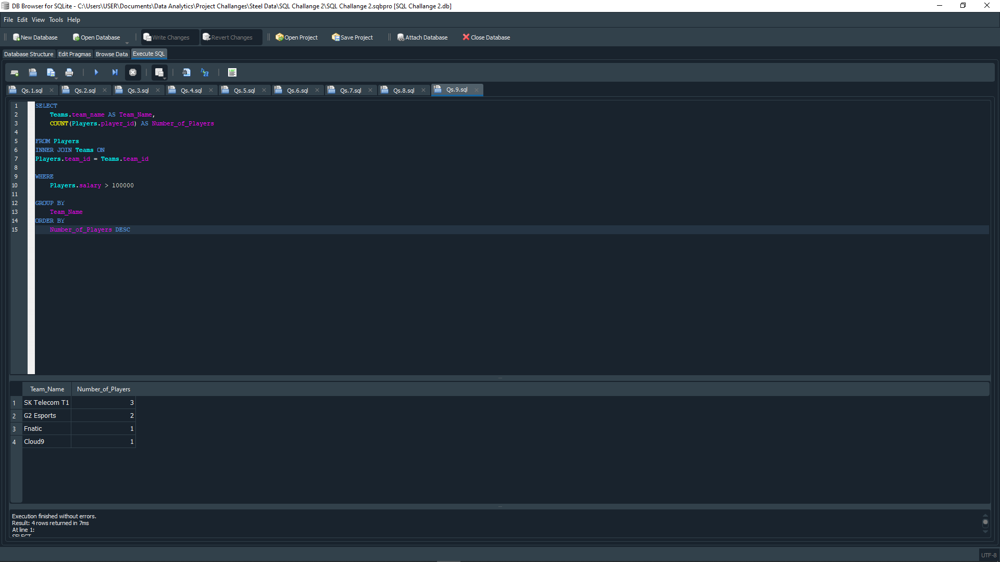 DB Browser for SQLite - C:\Users\USER\Documents\Data Analytics\Project Challanges\Steel Data\SQL Challange 2\SQL Challange 2.sqbpro [SQL Challange 2.db]
File Edit View Tools Help
New Database Open Database Write Changes Revert Changes Open Project Save Project Attach Database Close Database
Database Structure Edit Pragmas Browse Data Execute SQL
Qs.1.sql Qs.2.sql Qs.3.sql Qs.4.sql Qs.5.sql Qs.6.sql Qs.7.sql Qs.8.sql Qs.9.sql
1 SELECT
2 Teams.team_name AS Team_Name,
3 COUNT(Players.player_id) AS Number_of_Players
4
5 FROM Players
6 INNER JOIN Teams ON
7 Players.team_id = Teams.team_id
8
9 WHERE
10 Players.salary > 100000
11
12 GROUP BY
13 Team_Name
14 ORDER BY
15 Number_of_Players DESC
Team_Name Number_of_Players
1 SK Telecom T1 3
2 G2 Esports 2
3 Fnatic 1
4 Cloud9 1
Execution finished without errors.
Result: 4 rows returned in 7ms
At line 1:
SELECT
UTF-8